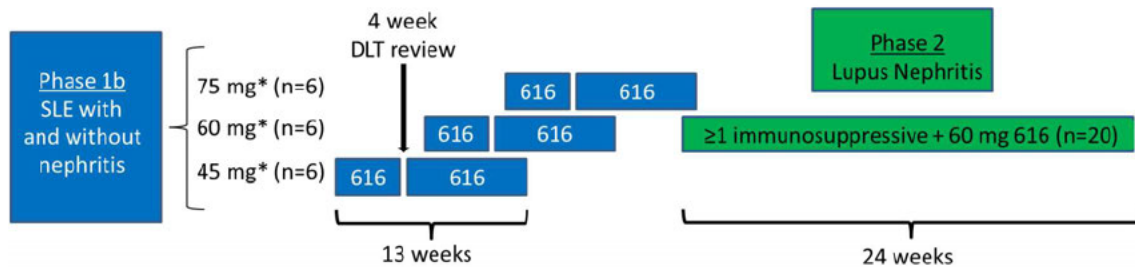 Phase 1b
SLE with
and without
nephritis
75 mg* (n=6)
60 mg* (n=6)
45 mg* (n=6)
4 week
DLT review
616 616
616 616
616 616
13 weeks
Phase 2
Lupus Nephritis
≥1 immunosuppressive + 60 mg 616 (n=20)
24 weeks